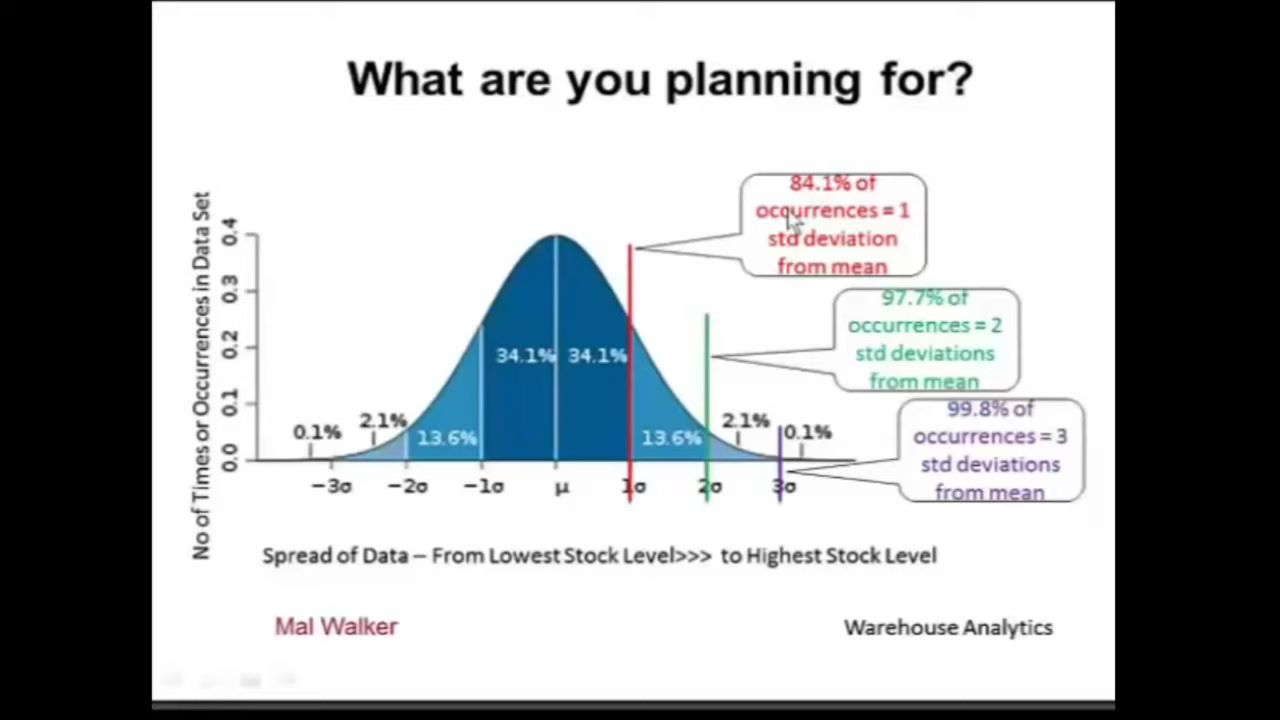 What are you planning for?
84.1% of
occurrences = 1
std deviation
from mean
97.7% of
occurrences = 2
std deviations
from mean
99.8% of
occurrences = 3
std deviations
from mean
No of Times or Occurrences in Data Set
0.4
0.3
0.2
0.1
0.0
34.1% 34.1%
0.1% 2.1% 13.6% 13.6% 2.1% 0.1%
−3σ −2σ −1σ μ 1σ 2σ 3σ
Spread of Data – From Lowest Stock Level>>> to Highest Stock Level
Mal Walker
Warehouse Analytics